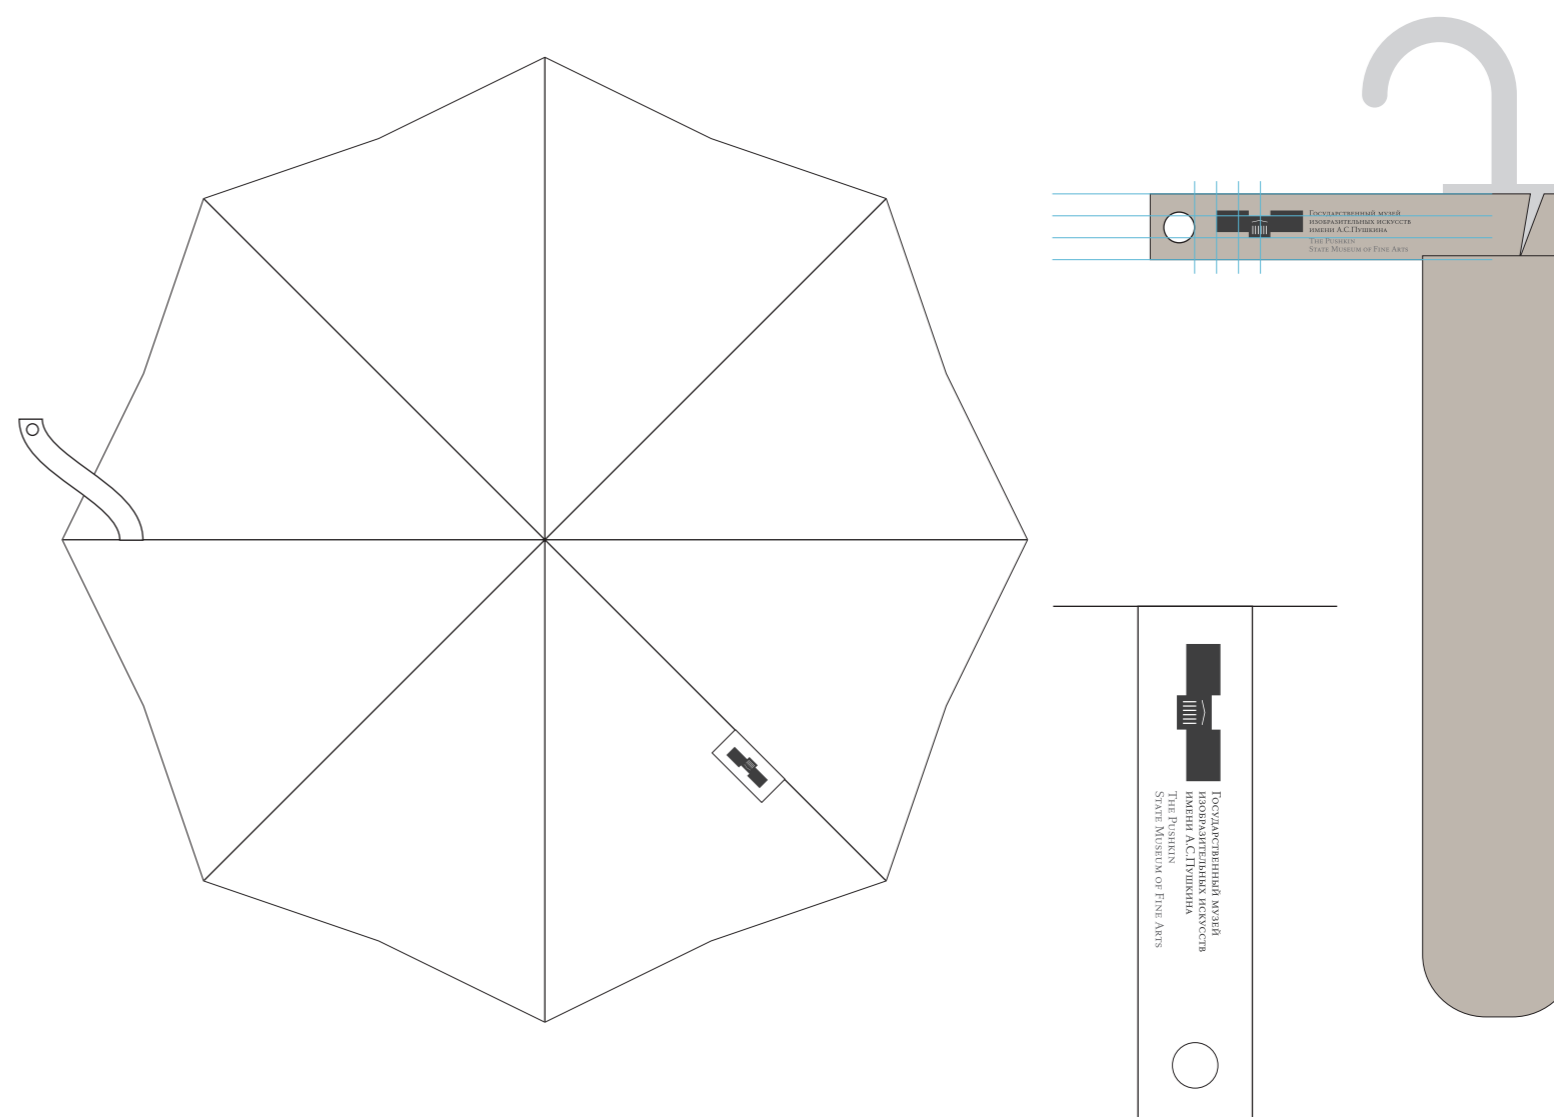 Государственный музей
изобразительных искусств
имени А.С.Пушкина
The Pushkin
State Museum of Fine Arts
Государственный музей
изобразительных искусств
имени А.С.Пушкина
The Pushkin
State Museum of Fine Arts